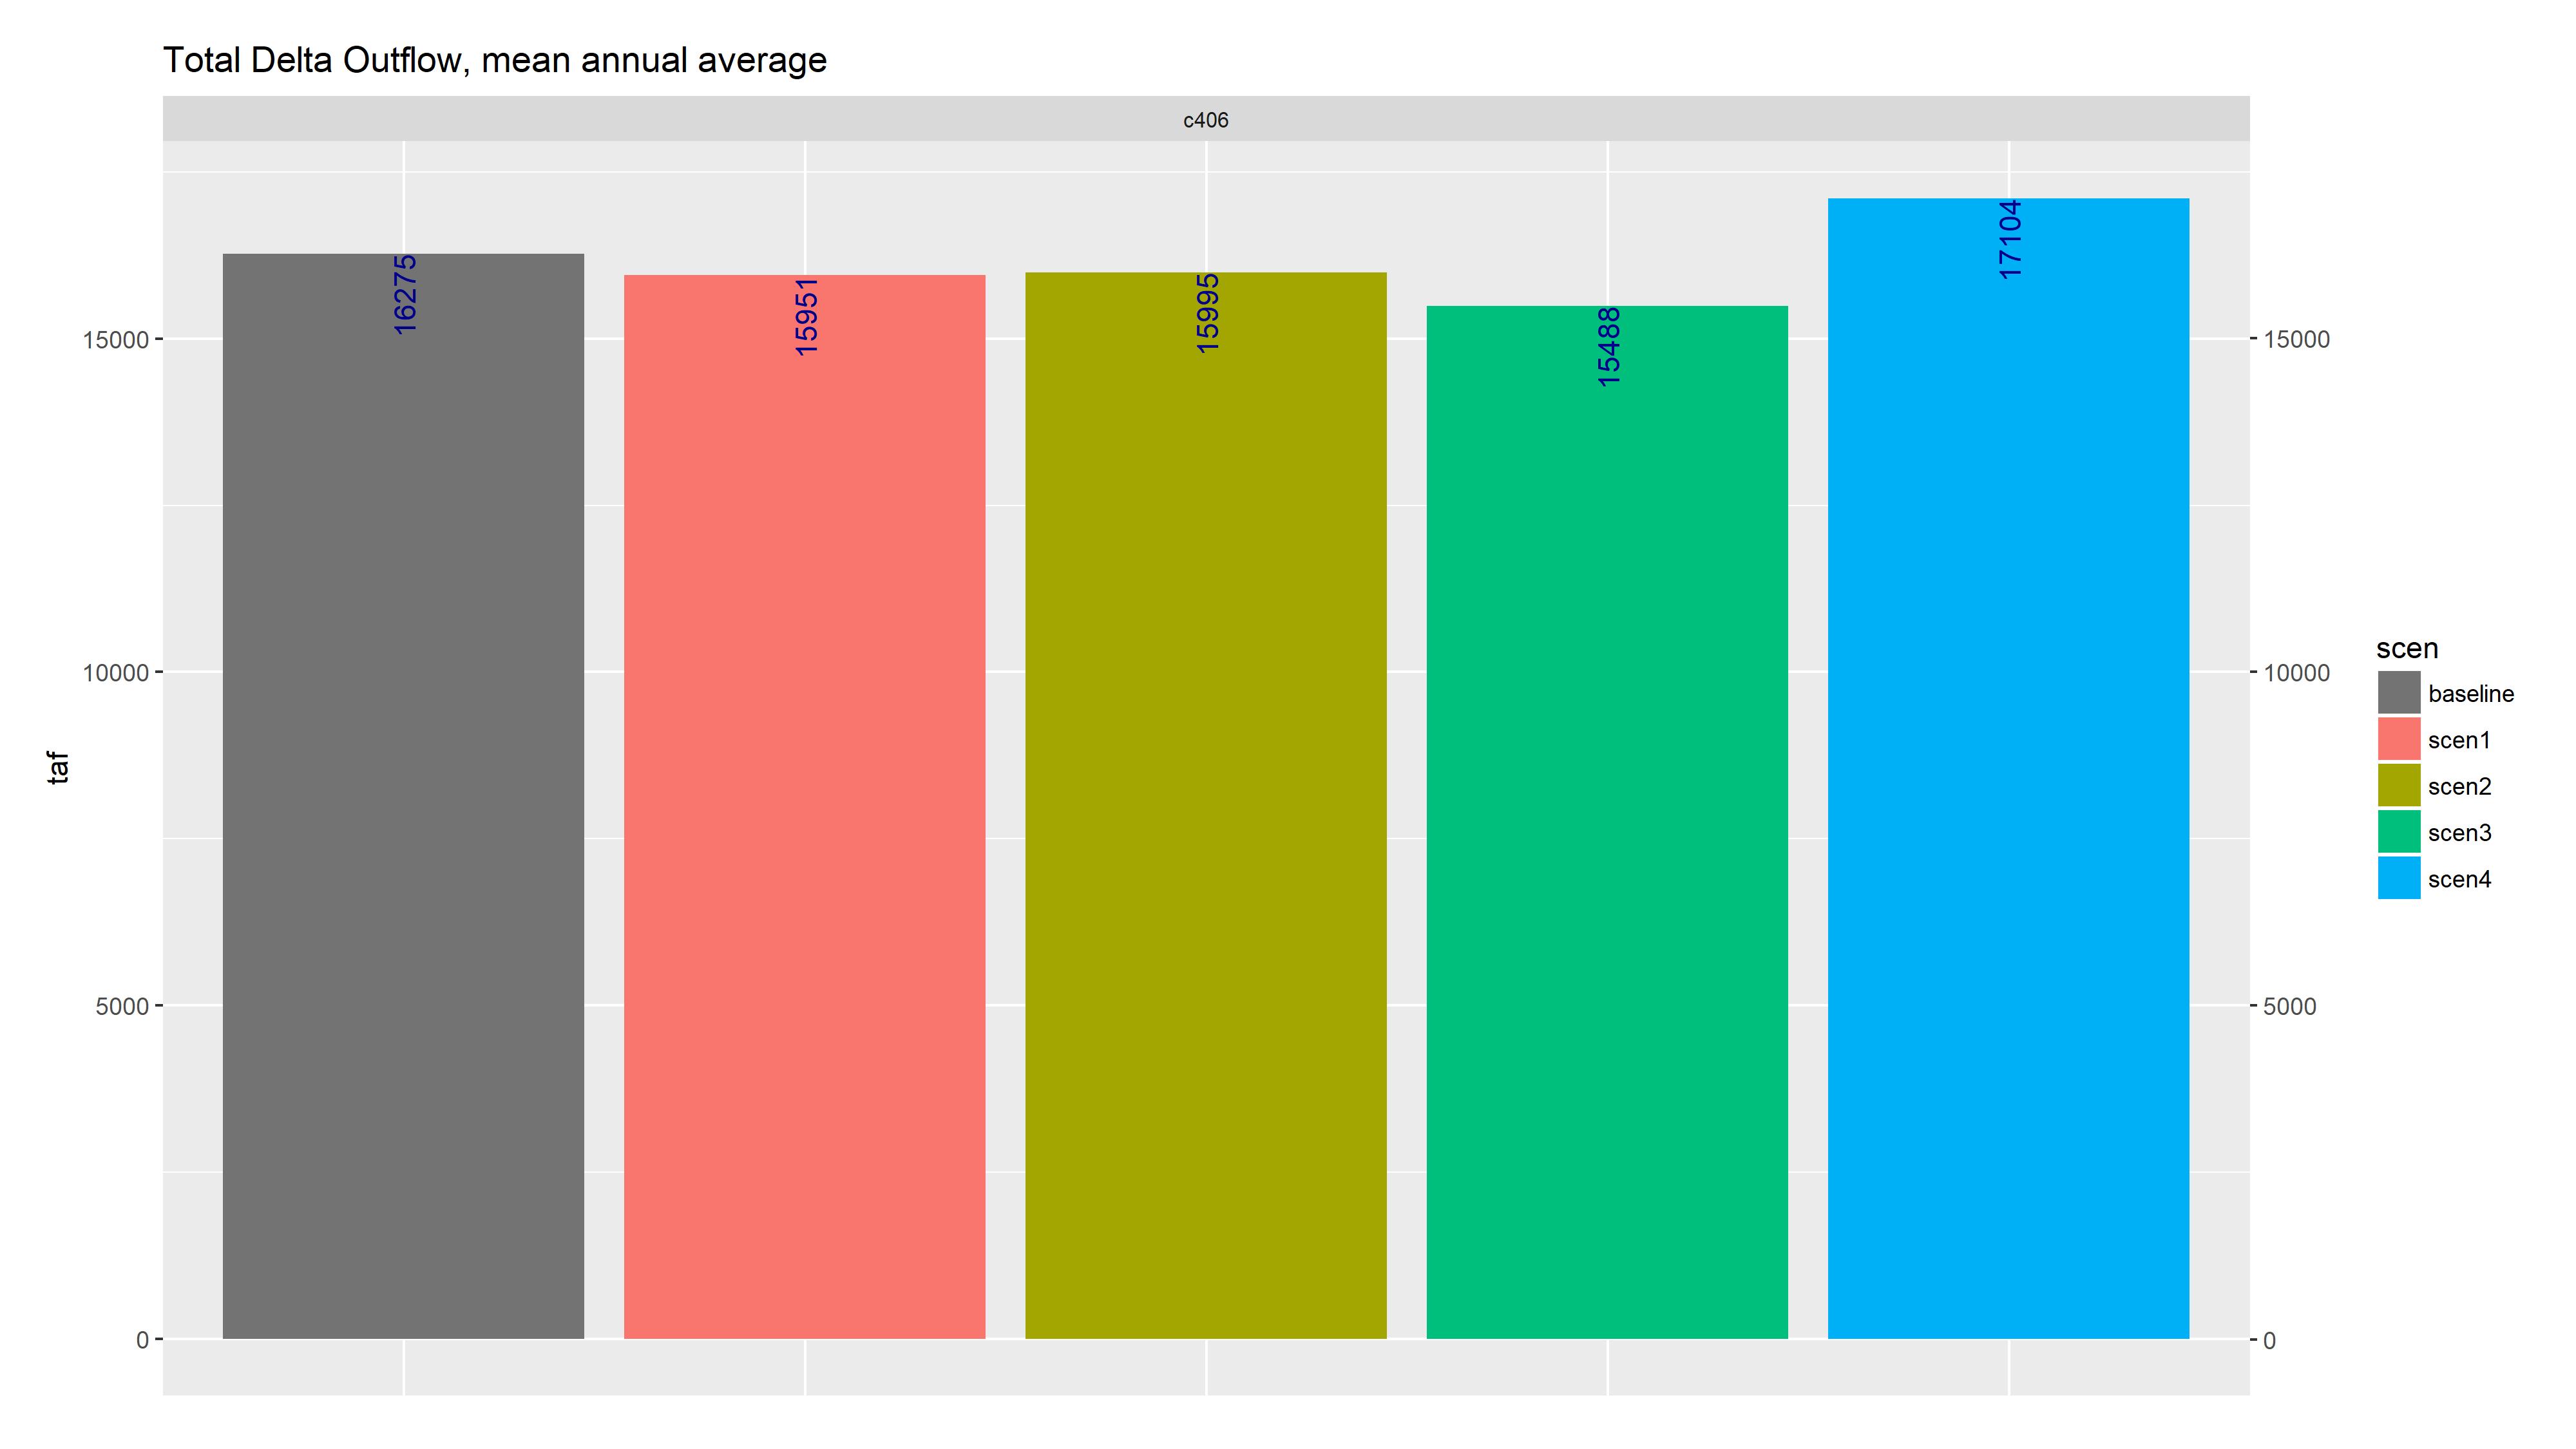 Total Delta Outflow, mean annual average
c406
16275
15951
15995
15488
17104
15000
10000
5000
0
taf
15000
10000
5000
0
scen
baseline
scen1
scen2
scen3
scen4